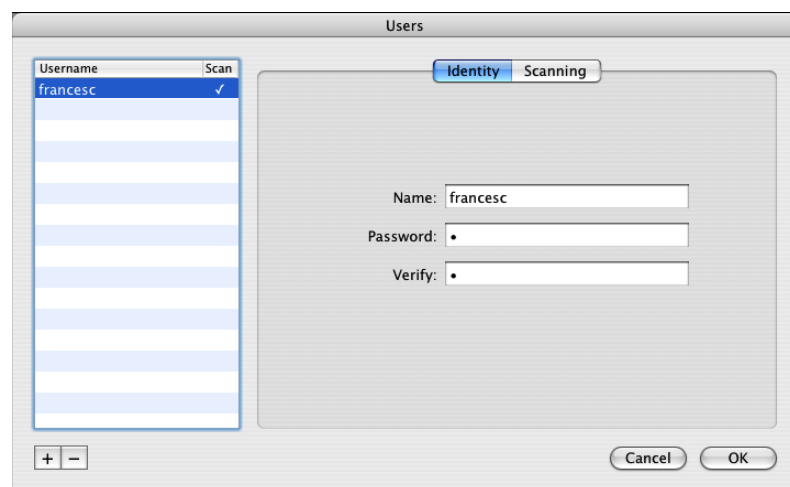 Users
Username Scan
francesc ✓
Identity Scanning
Name: francesc
Password: •
Verify: •
+ −
Cancel OK